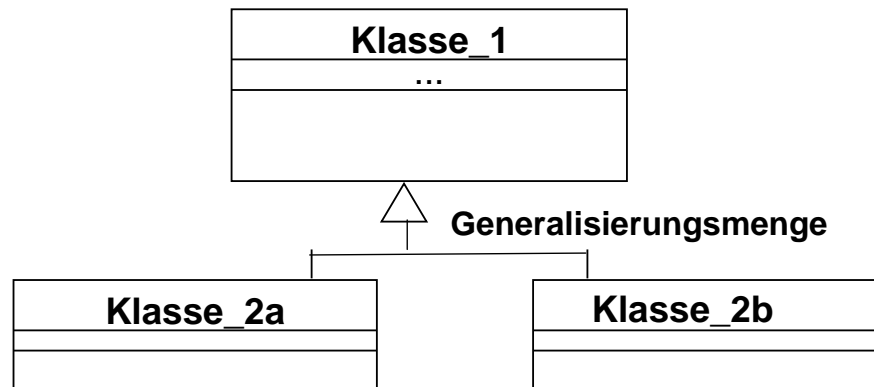 Klasse_1
...
Generalisierungsmenge
Klasse_2a
Klasse_2b